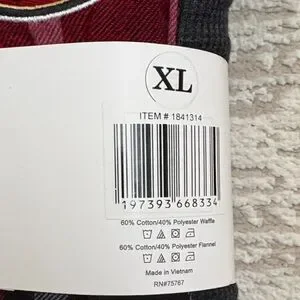 XL
ITEM # 1841314
197393 668334
60% Cotton/40% Polyester Waffle
60% Cotton/40% Polyester Flannel
Made in Vietnam
RN#75767